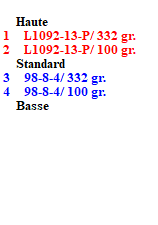 Haute
1 L1092-13-P/ 332 gr.
2 L1092-13-P/ 100 gr.
Standard
3 98-8-4/ 332 gr.
4 98-8-4/ 100 gr.
Basse